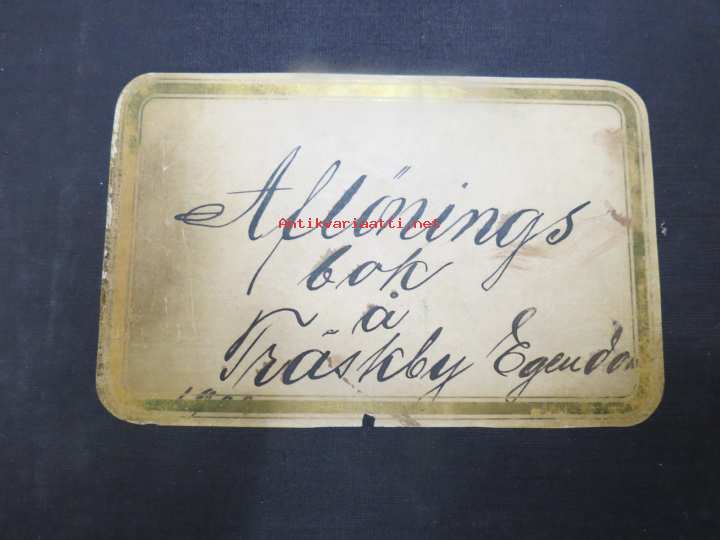 Aflönings
Antikvariaatti.net
bok
å
Träskby Egendom